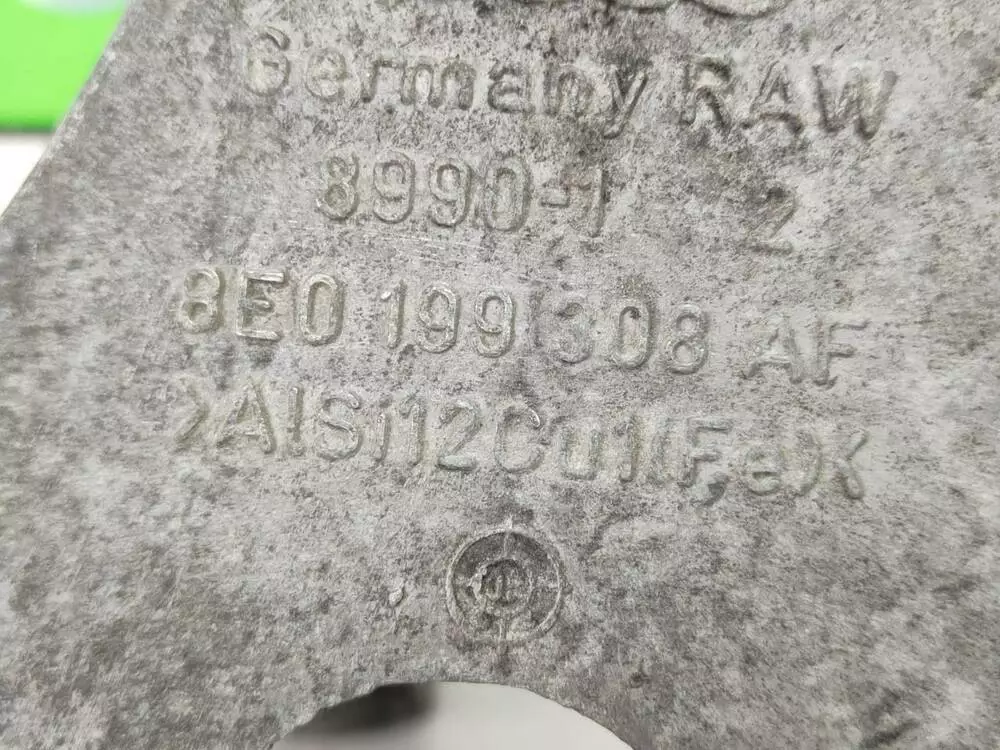 Germany RAW
8990-1 2
8E0 199 308 AF
>AlSi12Cu1(Fe)<